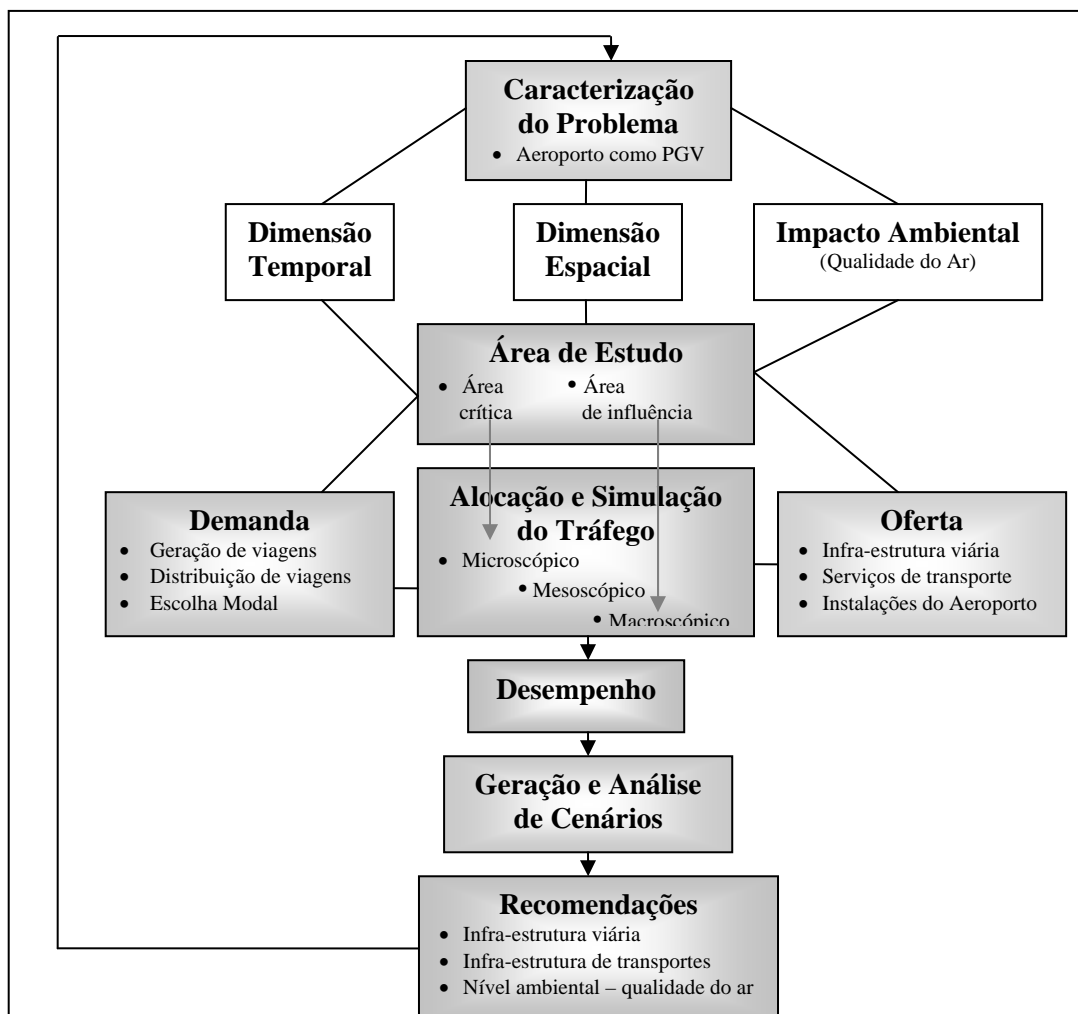 Caracterização
do Problema
• Aeroporto como PGV
Dimensão
Temporal
Dimensão
Espacial
Impacto Ambiental
(Qualidade do Ar)
Área de Estudo
• Área
crítica
• Área
de influência
Demanda
• Geração de viagens
• Distribuição de viagens
• Escolha Modal
Alocação e Simulação
do Tráfego
• Microscópico
• Mesoscópico
• Macroscópico
Oferta
• Infra-estrutura viária
• Serviços de transporte
• Instalações do Aeroporto
Desempenho
Geração e Análise
de Cenários
Recomendações
• Infra-estrutura viária
• Infra-estrutura de transportes
• Nível ambiental – qualidade do ar